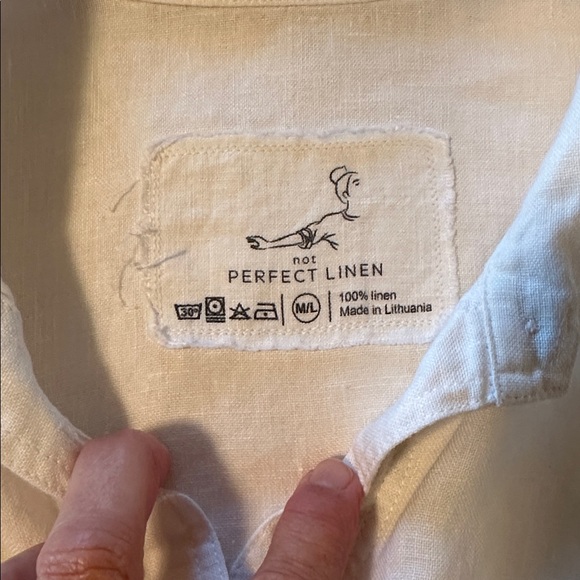 not
PERFECT LINEN
30° M/L 100% linen
Made in Lithuania